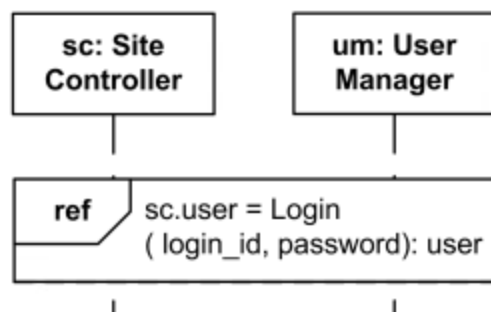 sc: Site
Controller
um: User
Manager
ref
sc.user = Login
( login_id, password): user